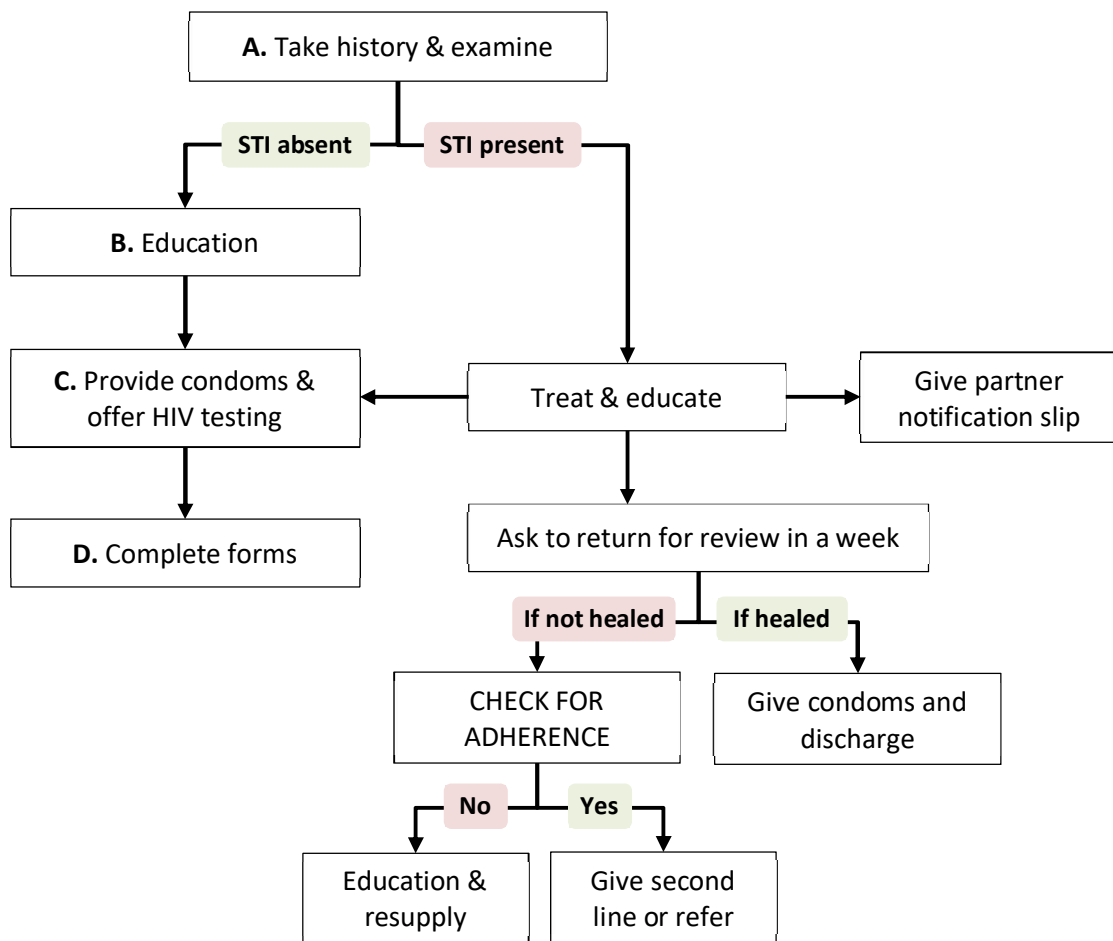 A. Take history & examine
STI absent
STI present
B. Education
C. Provide condoms &
offer HIV testing
Treat & educate
Give partner
notification slip
D. Complete forms
Ask to return for review in a week
If not healed
If healed
CHECK FOR
ADHERENCE
Give condoms and
discharge
No
Yes
Education &
resupply
Give second
line or refer